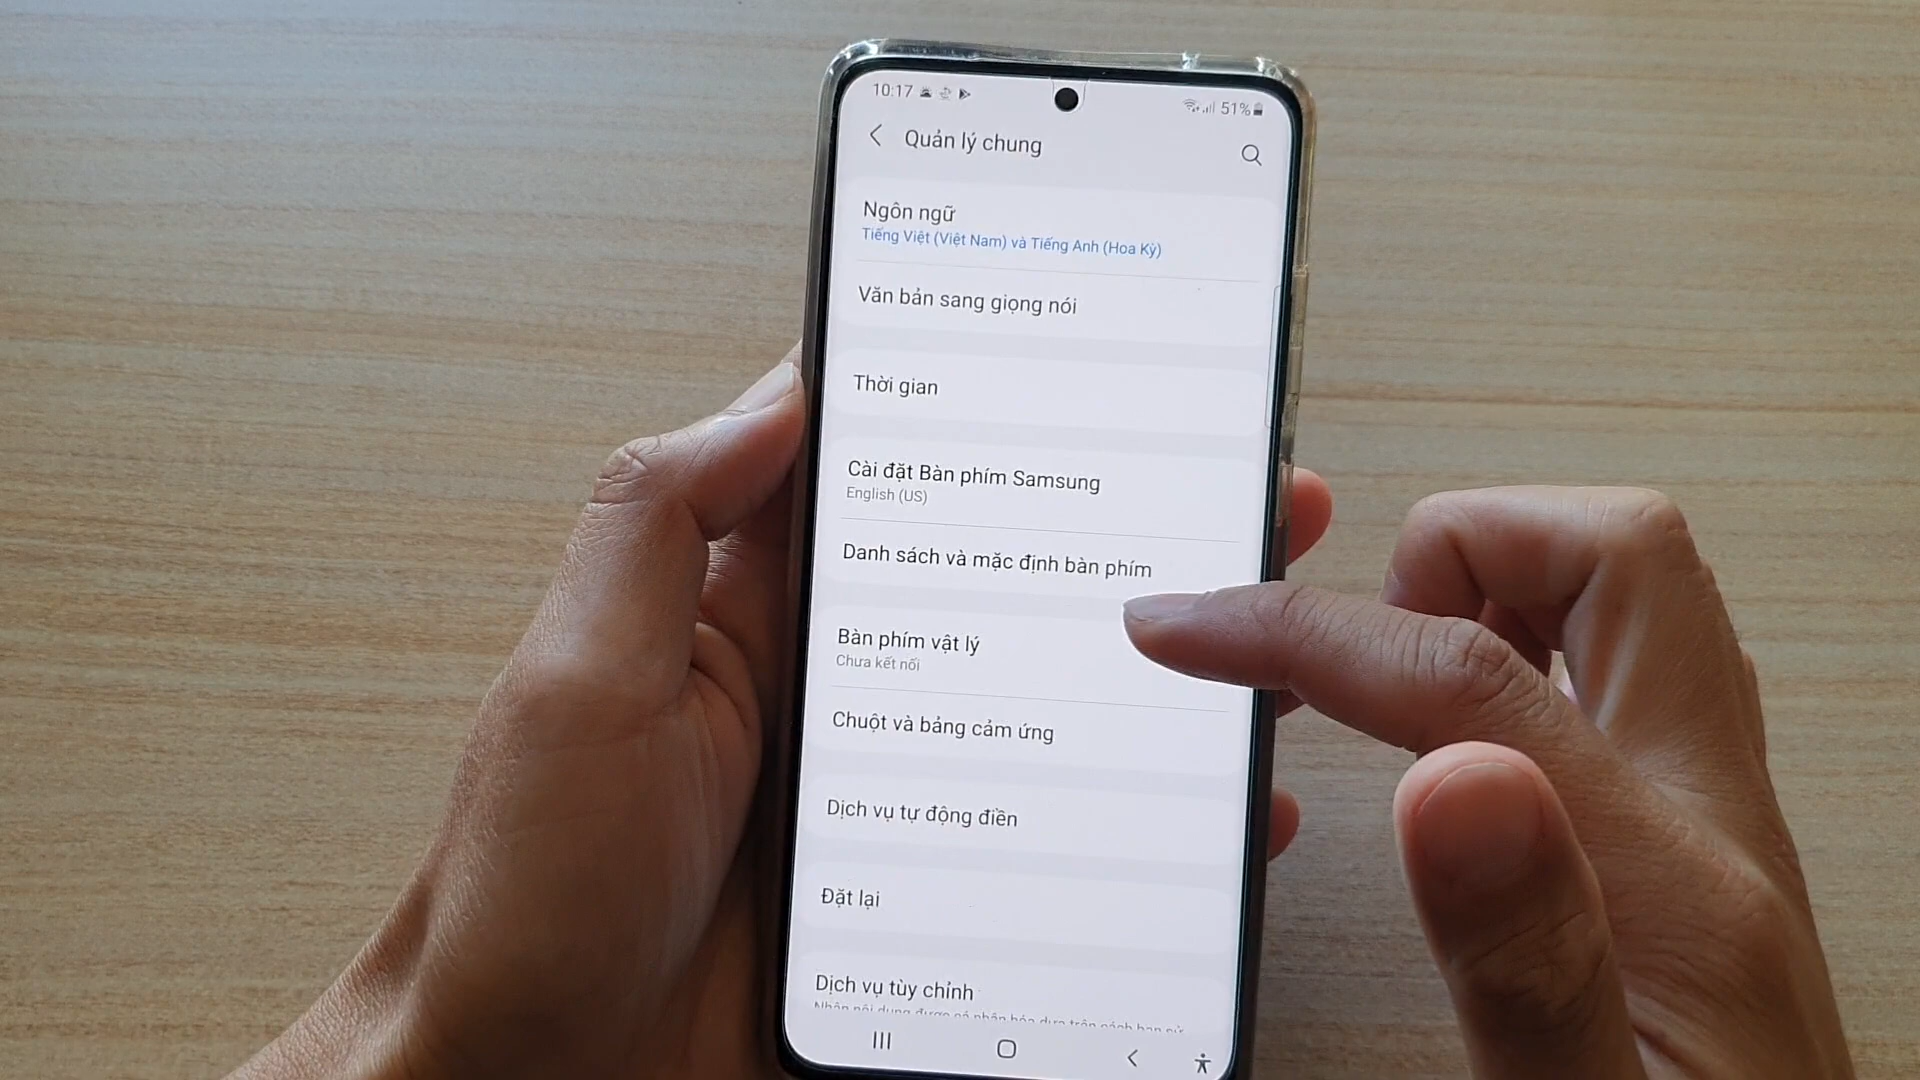 10:17
51%
Quản lý chung
Ngôn ngữ
Tiếng Việt (Việt Nam) và Tiếng Anh (Hoa Kỳ)
Văn bản sang giọng nói
Thời gian
Cài đặt Bàn phím Samsung
English (US)
Danh sách và mặc định bàn phím
Bàn phím vật lý
Chưa kết nối
Chuột và bảng cảm ứng
Dịch vụ tự động điền
Đặt lại
Dịch vụ tùy chỉnh